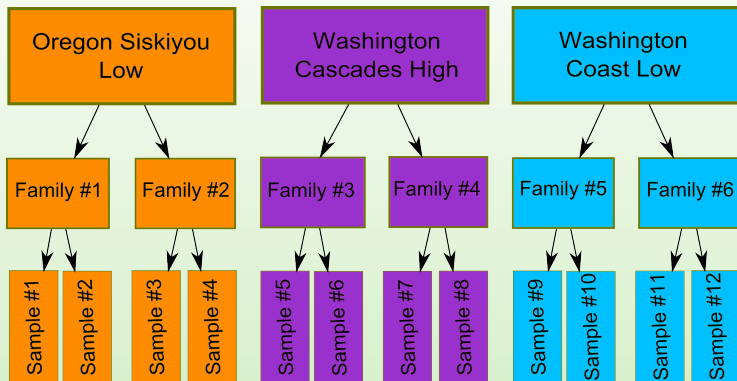 Oregon Siskiyou
Low
Washington
Cascades High
Washington
Coast Low
Family #1
Family #2
Family #3
Family #4
Family #5
Family #6
Sample #1
Sample #2
Sample #3
Sample #4
Sample #5
Sample #6
Sample #7
Sample #8
Sample #9
Sample #10
Sample #11
Sample #12